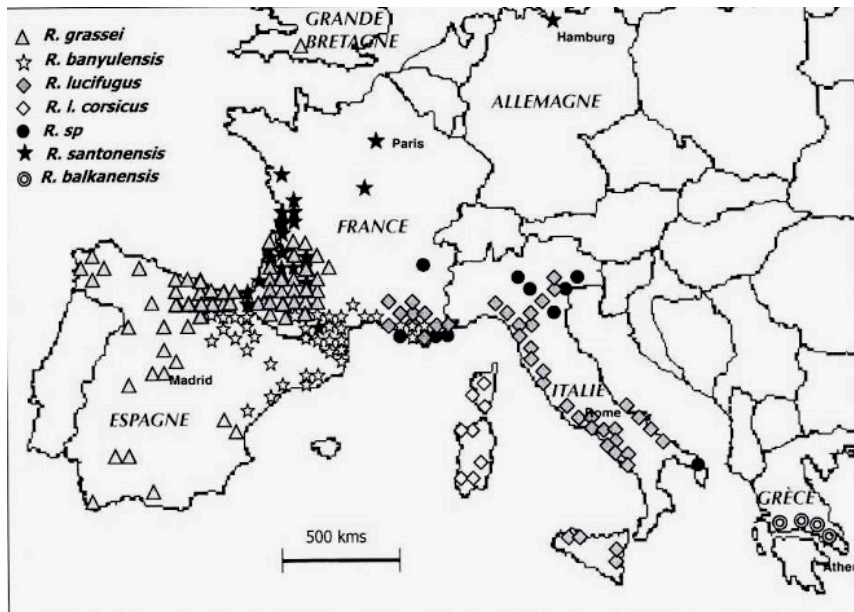 R. grassei
R. banyulensis
R. lucifugus
R. l. corsicus
R. sp
R. santonensis
R. balkanensis
GRANDE
BRETAGNE
Hamburg
ALLEMAGNE
Paris
FRANCE
Madrid
ESPAGNE
ITALIE
Rome
GRÈCE
Athen
500 kms